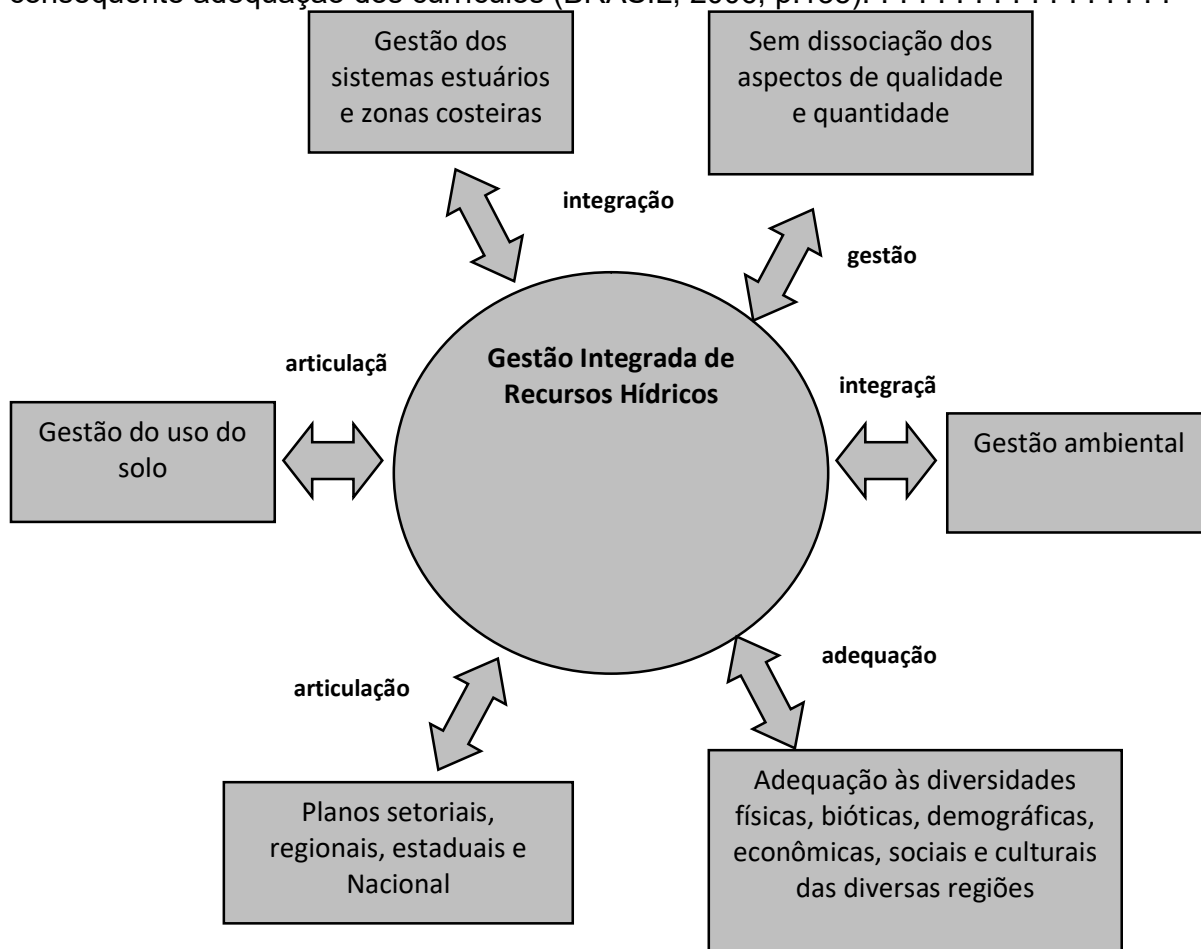 Gestão dos
sistemas estuários
e zonas costeiras
Sem dissociação dos
aspectos de qualidade
e quantidade
integração
gestão
Gestão Integrada de
Recursos Hídricos
articulaçã
integraçã
Gestão do uso do
solo
Gestão ambiental
adequação
articulação
Planos setoriais,
regionais, estaduais e
Nacional
Adequação às diversidades
físicas, bióticas, demográficas,
econômicas, sociais e culturais
das diversas regiões